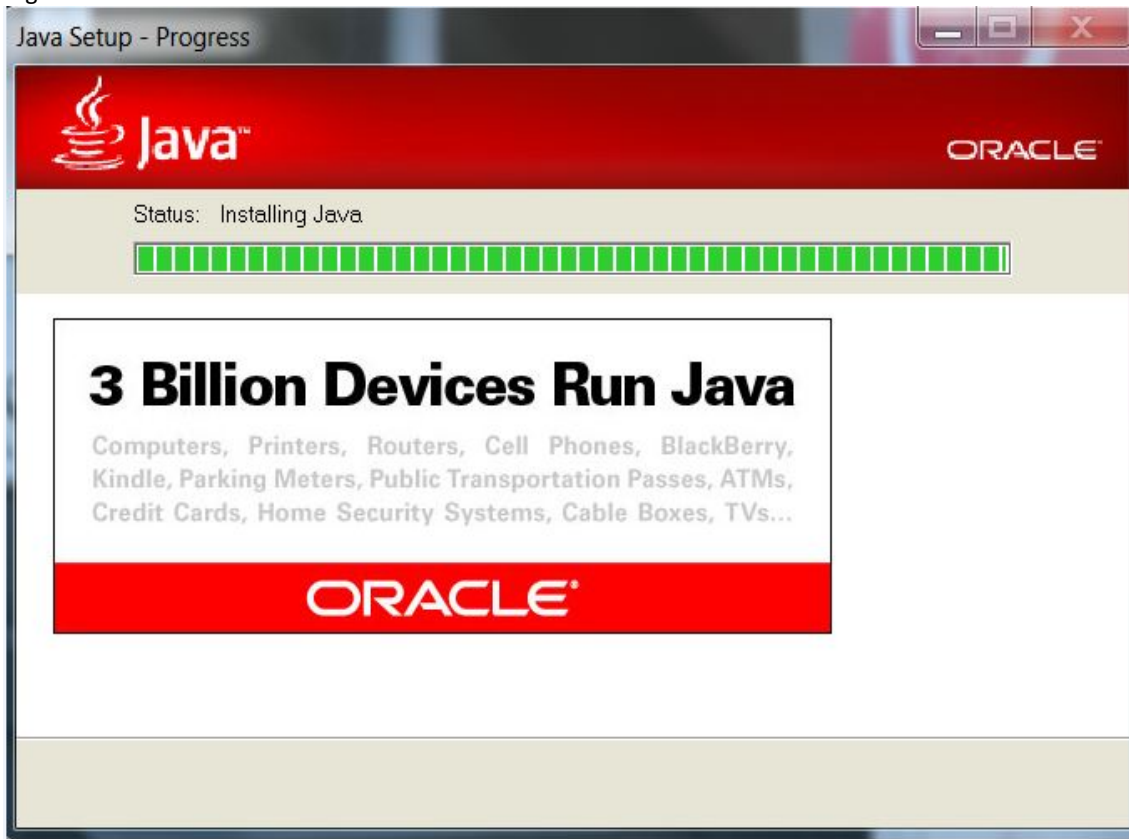 Java Setup - Progress
Java™
ORACLE®
Status: Installing Java
3 Billion Devices Run Java
Computers, Printers, Routers, Cell Phones, BlackBerry,
Kindle, Parking Meters, Public Transportation Passes, ATMs,
Credit Cards, Home Security Systems, Cable Boxes, TVs...
ORACLE®